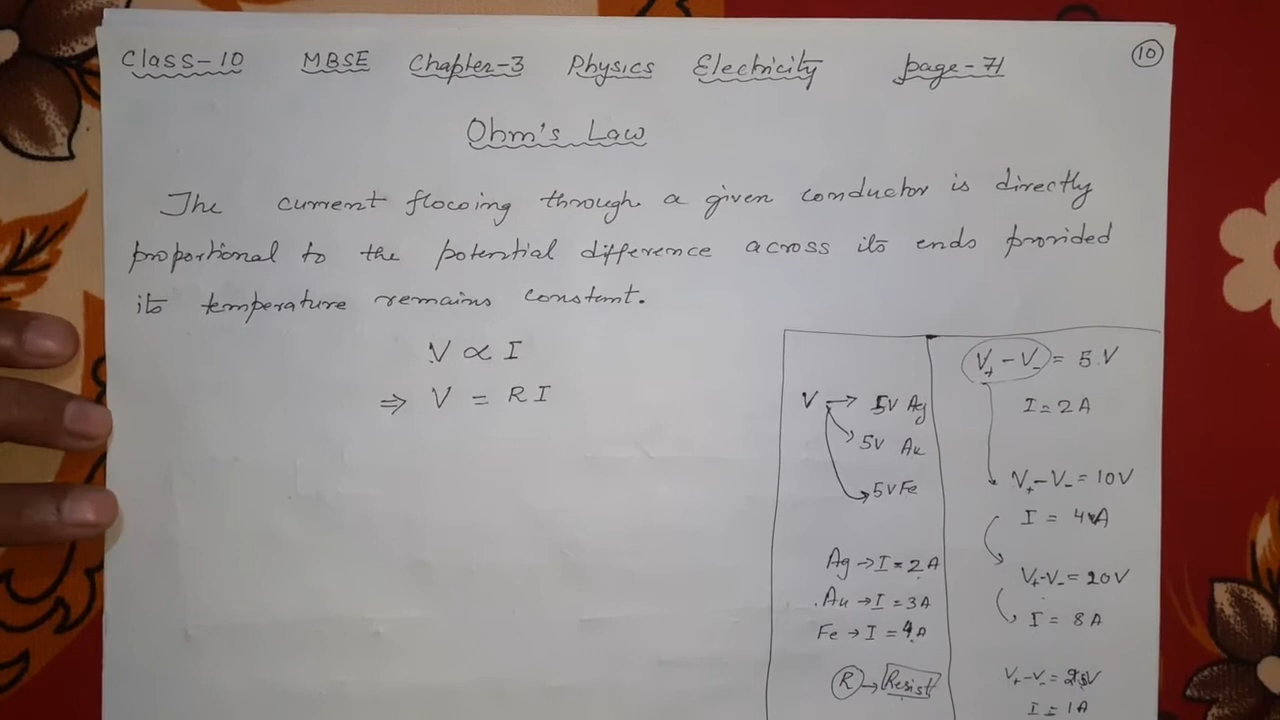 Class-10 MBSE Chapter-3 Physics Electricity page-71
10
Ohm's Law
The current flowing through a given conductor is directly
proportional to the potential difference across its ends provided
its temperature remains constant.
V ∝ I
⇒ V = RI
V → 5V Ag
5V Au
5V Fe
Ag → I = 2A
Au → I = 3A
Fe → I = 4A
R → Resist
V₊ - V₋ = 5V
I = 2A
V₊ - V₋ = 10V
I = 4A
V₊ - V₋ = 20V
I = 8A
V₊ - V₋ =
I = 1A